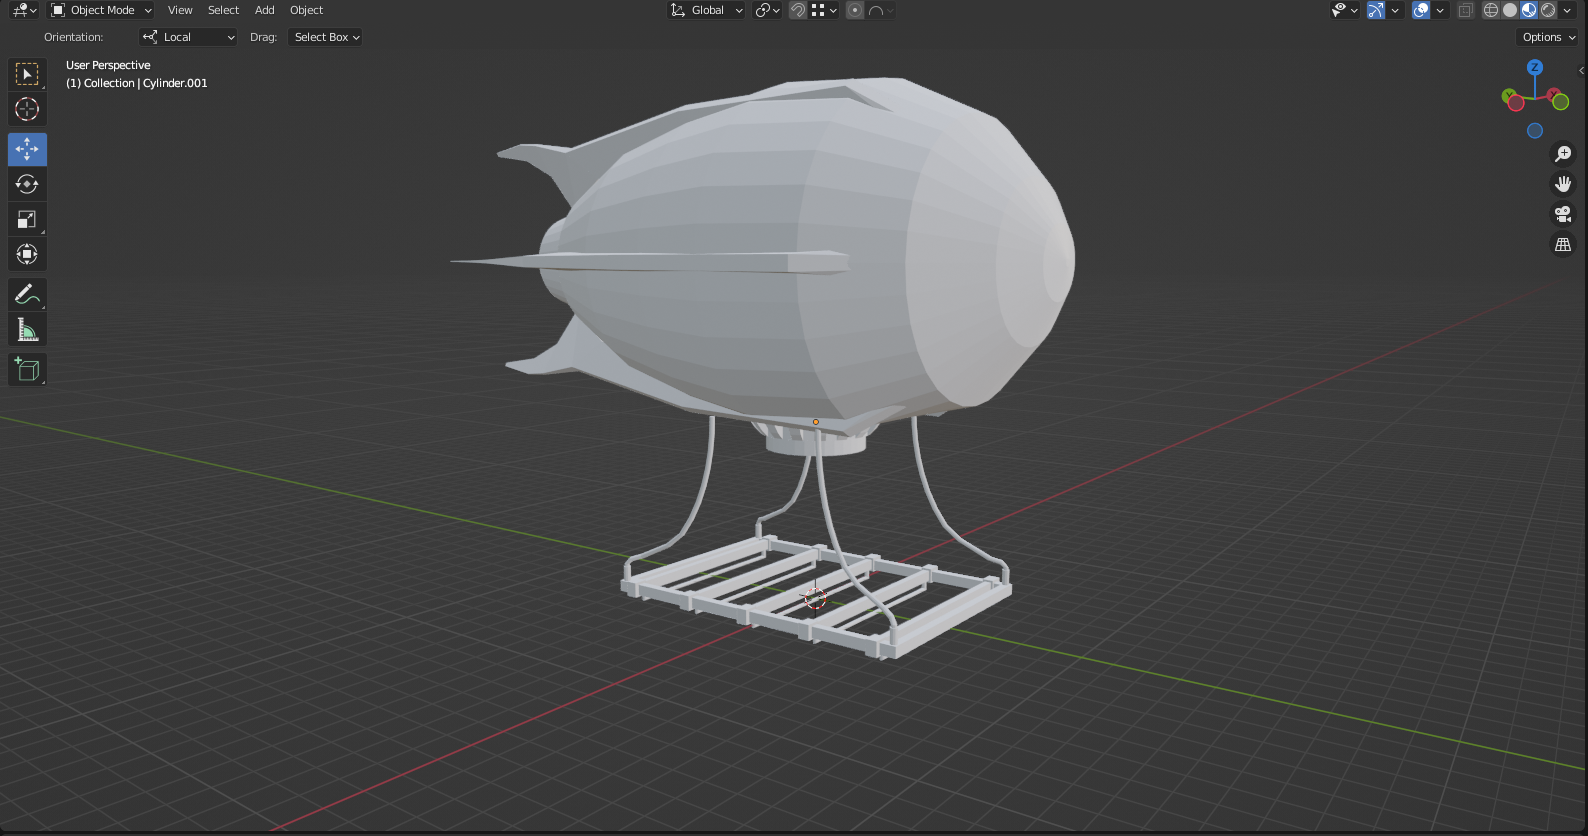 Object Mode View Select Add Object Global
Orientation: Local Drag: Select Box Options
User Perspective
(1) Collection | Cylinder.001
Z
Y